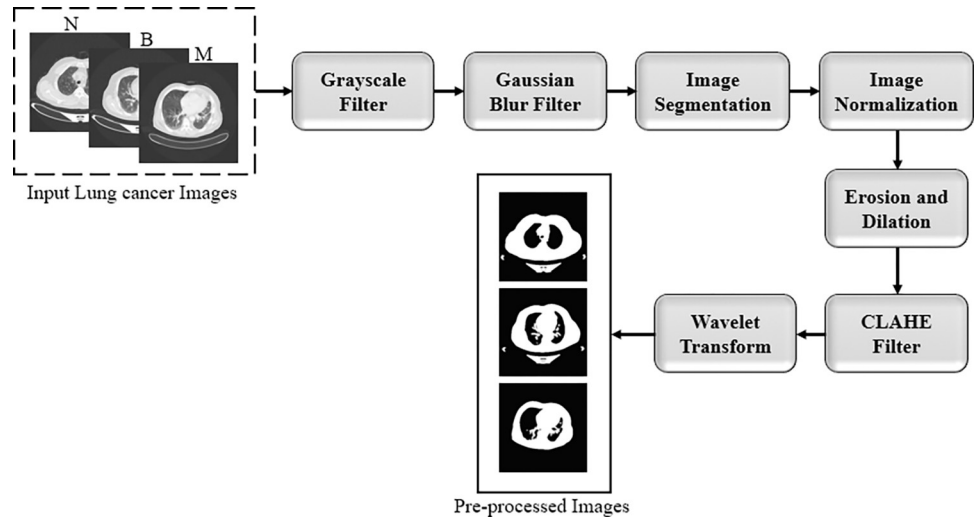 N
B
M
Input Lung cancer Images
Grayscale
Filter
Gaussian
Blur Filter
Image
Segmentation
Image
Normalization
Erosion and
Dilation
CLAHE
Filter
Wavelet
Transform
Pre-processed Images